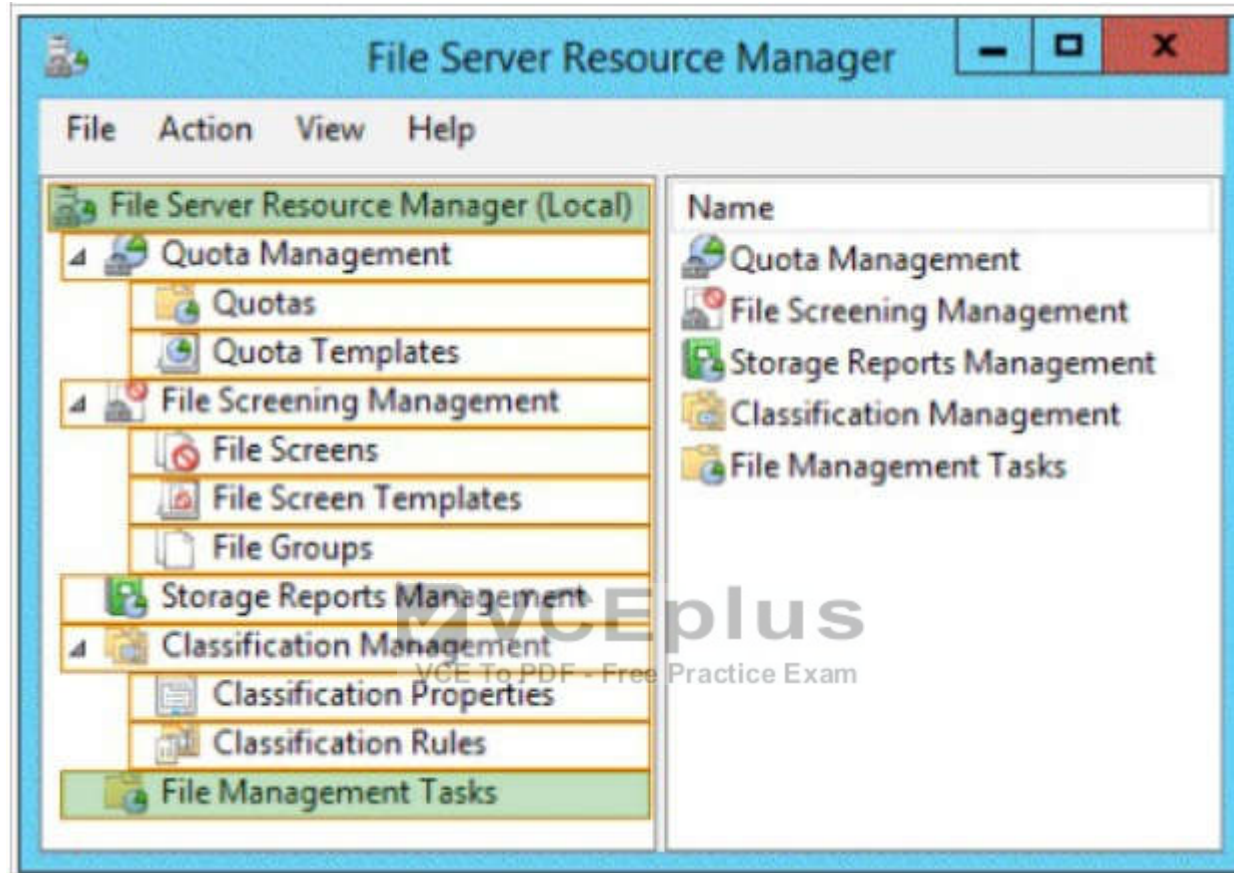 File Server Resource Manager
File Action View Help
File Server Resource Manager (Local)
Quota Management
Quotas
Quota Templates
File Screening Management
File Screens
File Screen Templates
File Groups
Storage Reports Management
Classification Management
Classification Properties
Classification Rules
File Management Tasks
Name
Quota Management
File Screening Management
Storage Reports Management
Classification Management
File Management Tasks
VCEplus
VCE To PDF - Free Practice Exam